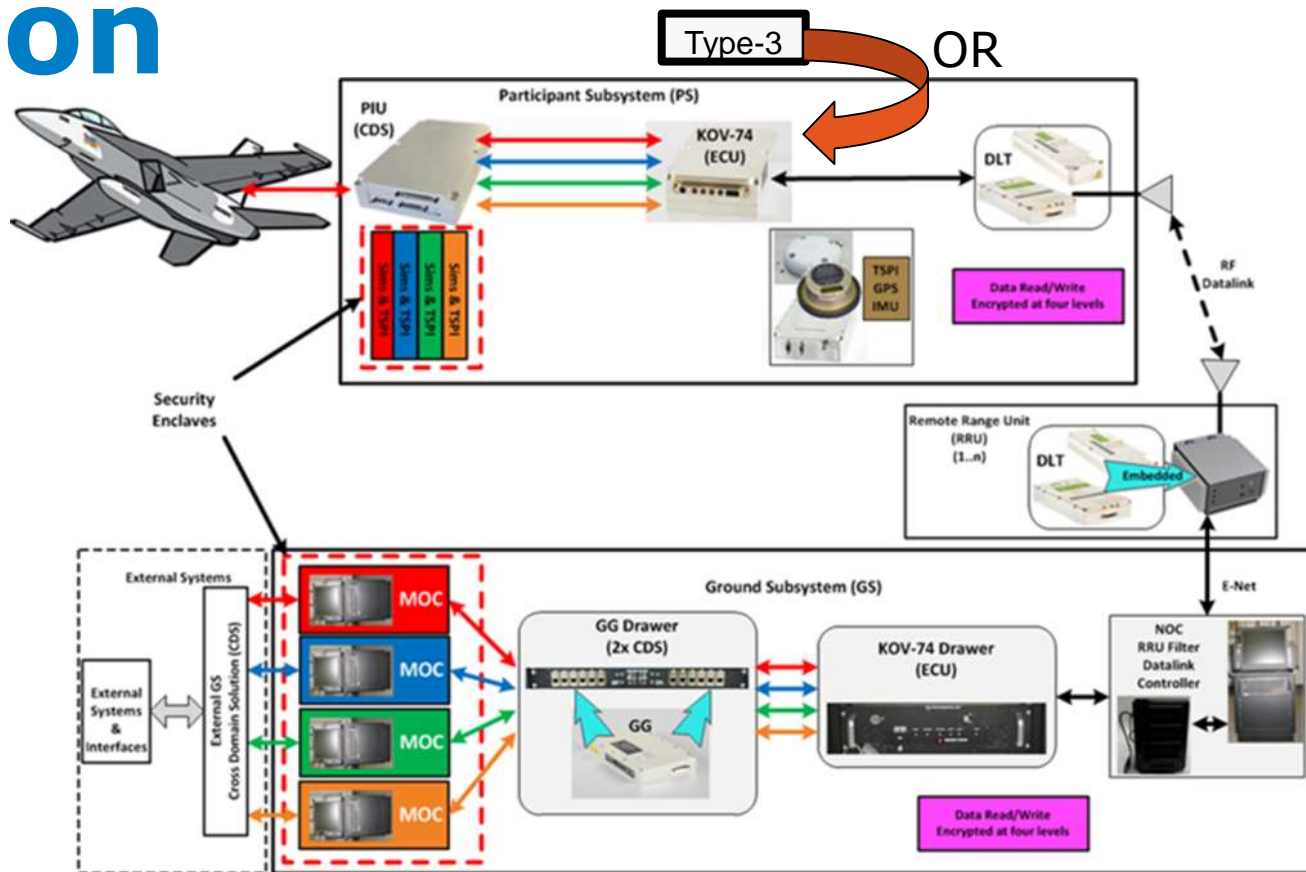 on
Type-3
OR
Participant Subsystem (PS)
PIU
(CDS)
KOV-74
(ECU)
DLT
Sims & TSPI
Sims & TSPI
Sims & TSPI
Sims & TSPI
TSPI
GPS
IMU
Data Read/Write
Encrypted at four levels
RF
Datalink
Security
Enclaves
Remote Range Unit
(RRU)
(1..n)
DLT
Embedded
External Systems
Ground Subsystem (GS)
E-Net
External
Systems
&
Interfaces
External GS
Cross Domain Solution (CDS)
MOC
MOC
MOC
MOC
GG Drawer
(2x CDS)
GG
KOV-74 Drawer
(ECU)
NOC
RRU Filter
Datalink
Controller
Data Read/Write
Encrypted at four levels